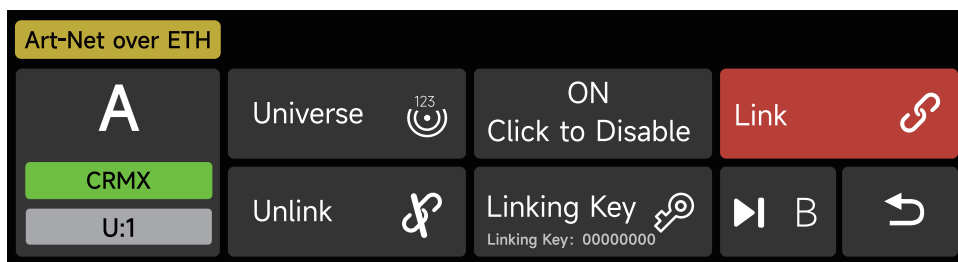 Art-Net over ETH
A
CRMX
U:1
Universe
123
ON
Click to Disable
Link
Unlink
Linking Key
Linking Key: 00000000
B